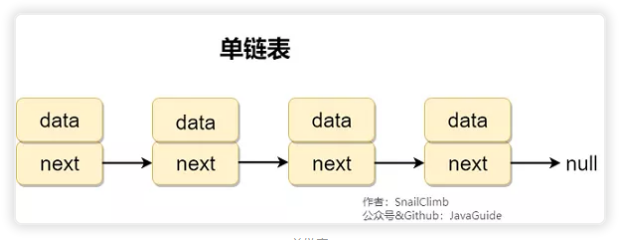 单链表
data data data data
next next next next null
作者：SnailClimb
公众号&Github：JavaGuide